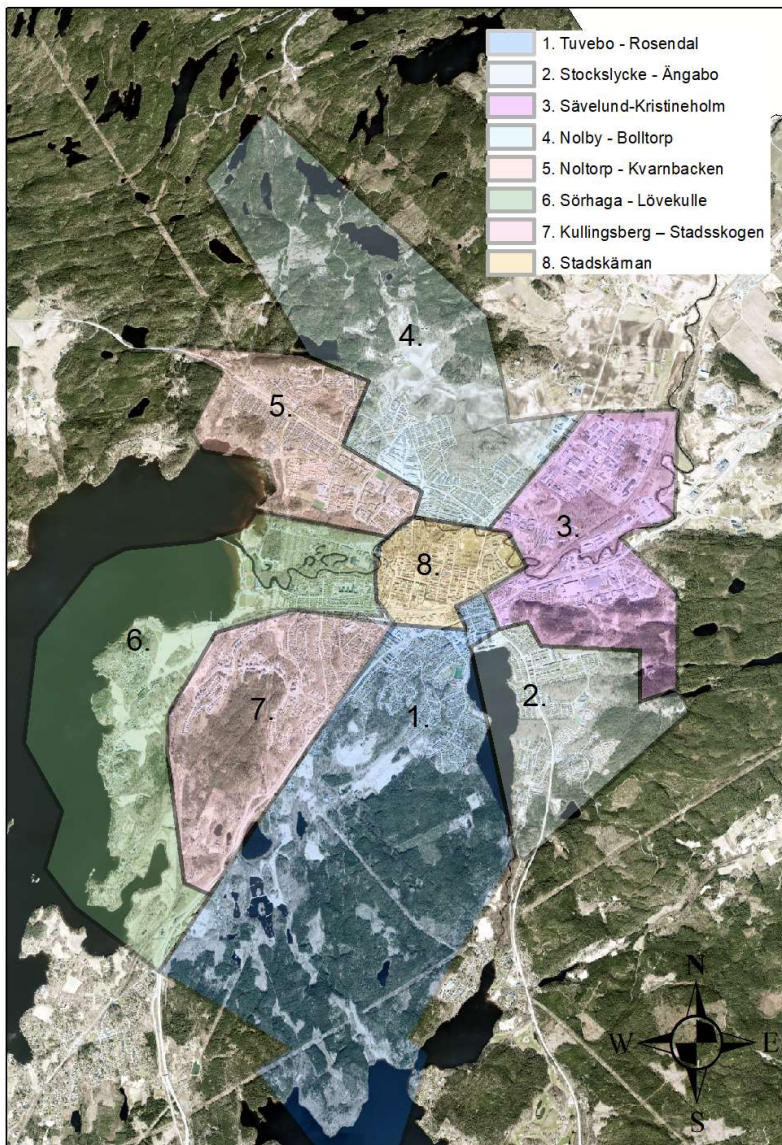 1. Tuvebo - Rosendal
2. Stockslycke - Ängabo
3. Sävelund-Kristineholm
4. Nolby - Bolltorp
5. Noltorp - Kvarnbacken
6. Sörhaga - Lövekulle
7. Kullingsberg – Stadsskogen
8. Stadskärnan
4.
5.
3.
8.
6.
2.
7.
1.
N
W E
S